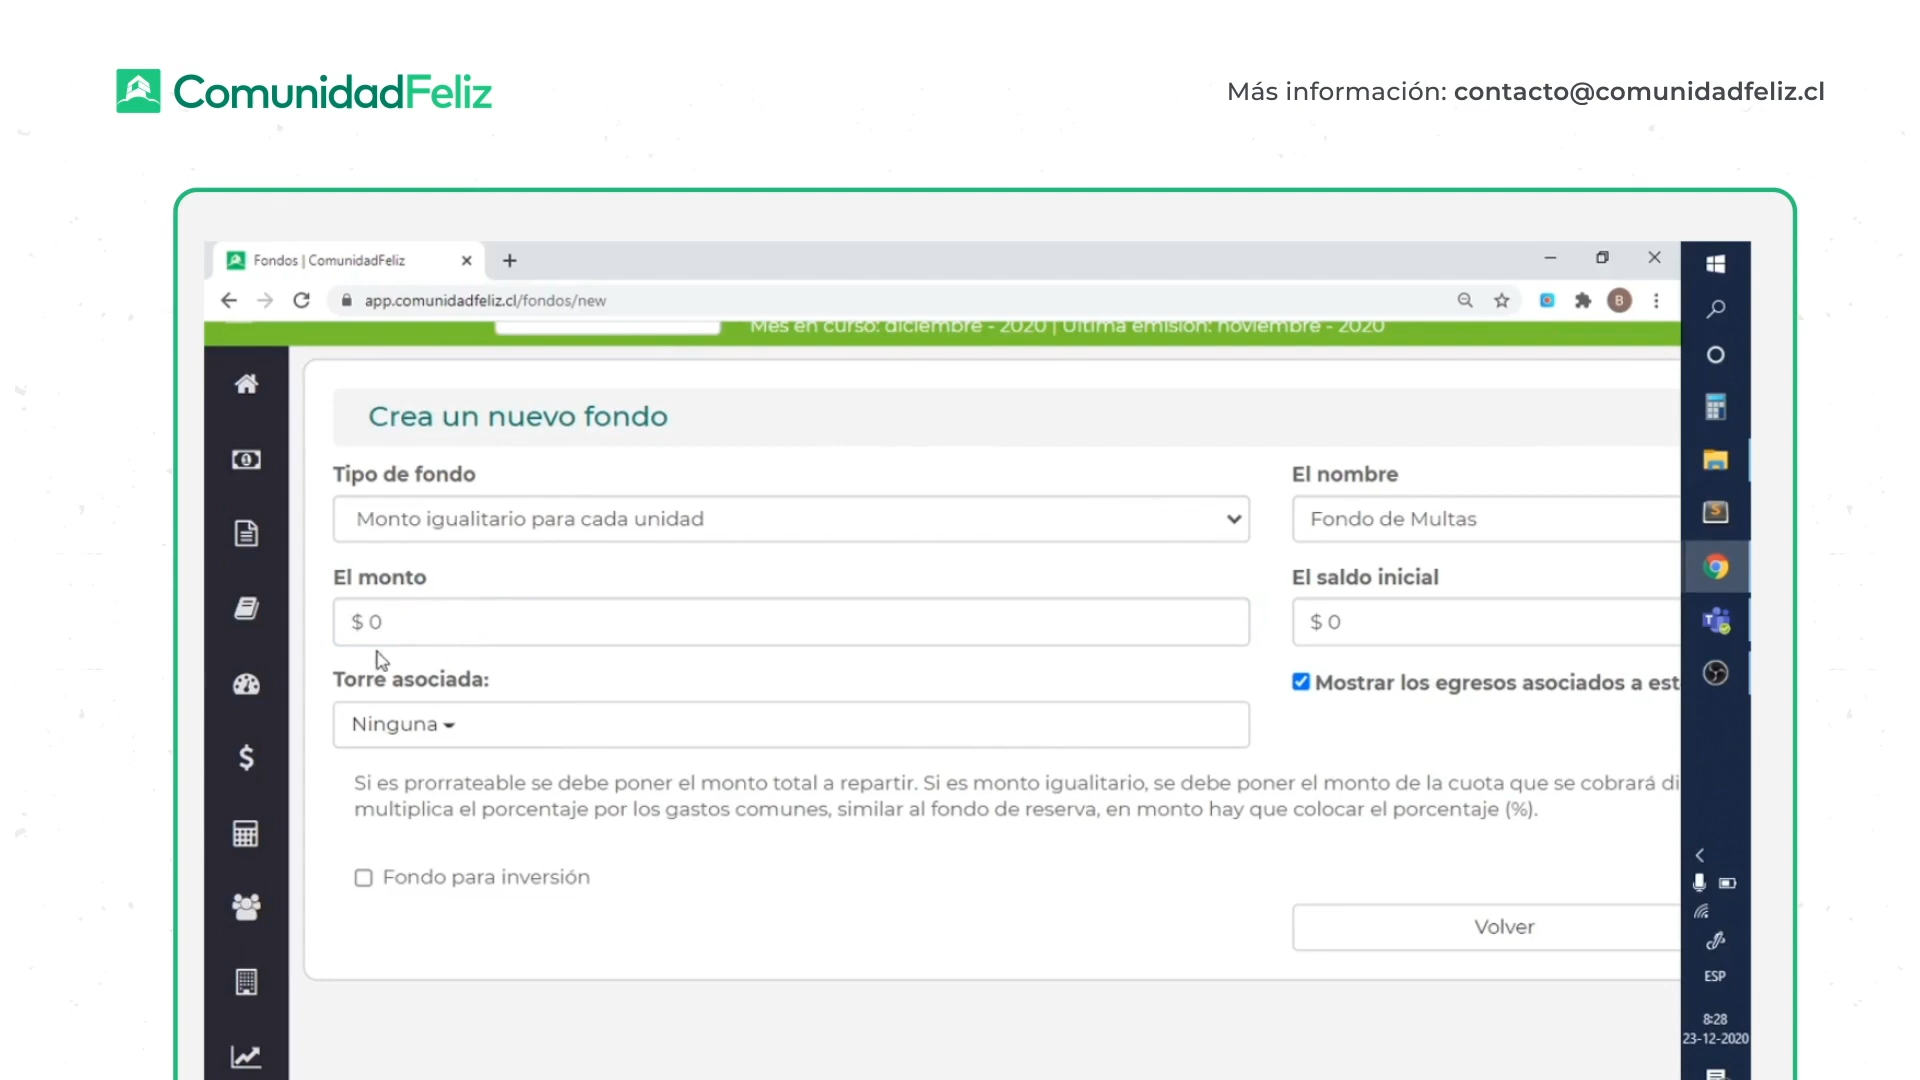 ComunidadFeliz
Más información: contacto@comunidadfeliz.cl
Fondos | ComunidadFeliz
app.comunidadfeliz.cl/fondos/new
B
Mes en curso: diciembre - 2020 | Última emisión: noviembre - 2020
Crea un nuevo fondo
Tipo de fondo
El nombre
Monto igualitario para cada unidad
Fondo de Multas
El monto
El saldo inicial
$ 0
$ 0
Torre asociada:
Mostrar los egresos asociados a est
Ninguna
Si es prorrateable se debe poner el monto total a repartir. Si es monto igualitario, se debe poner el monto de la cuota que se cobrará di
multiplica el porcentaje por los gastos comunes, similar al fondo de reserva, en monto hay que colocar el porcentaje (%).
Fondo para inversión
Volver
ESP
8:28
23-12-2020